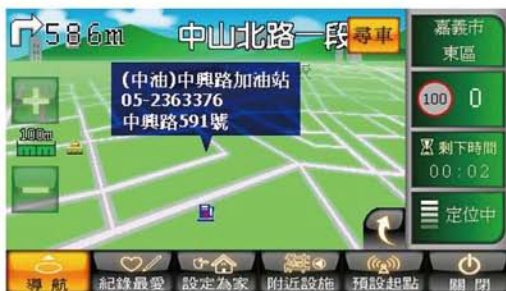 586m
中山北路一段
尋車
嘉義市
東區
(中油)中興路加油站
05-2363376
中興路591號
100
0
100m
剩下時間
00:02
定位中
導航
紀錄最愛
設定為家
附近設施
預設起點
關閉